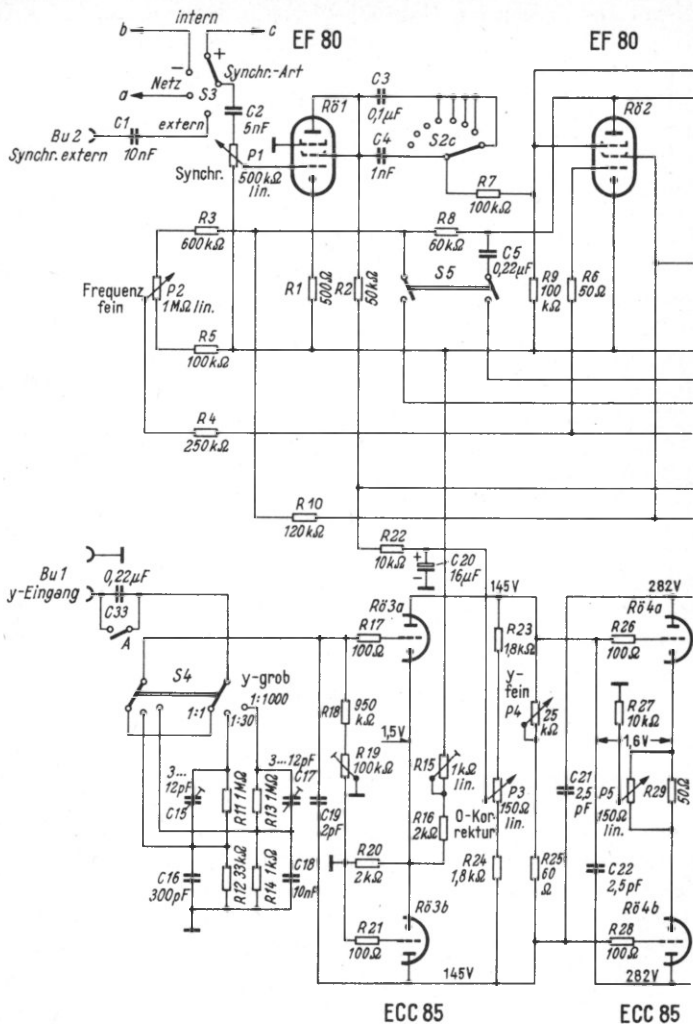 intern
b
c
EF 80
EF 80
+
Synchr.-Art
−
Netz
a
S3
C2
5nF
extern
Bu 2
C1
10nF
Synchr. extern
P1
500kΩ
lin.
Synchr.
Rö1
C3
0,1µF
S2c
C4
1nF
R7
100kΩ
Rö2
R3
600kΩ
R8
60kΩ
C5
0,22µF
Frequenz
fein
P2
1MΩ lin.
R1
500Ω
R2
50kΩ
S5
R9
100
kΩ
R6
50Ω
R5
100kΩ
R4
250kΩ
R10
120kΩ
R22
10kΩ
+
−
C20
16µF
Bu 1
y-Eingang
0,22µF
C33
A
145V
282V
Rö3a
R17
100Ω
R23
1,8kΩ
Rö4a
R26
100Ω
S4
y-grob
1:1
1:30
1:1000
R18
950
kΩ
y-
fein
P4
25
kΩ
R27
10kΩ
1,5V
1,6V
3...
12pF
C15
R11 1MΩ
R13 1MΩ
3...12pF
C17
R19
100kΩ
R15
1kΩ
lin.
P3
150Ω
lin.
0-Kor-
rektur
C21
2,5
pF
P5
150Ω
lin.
R29
50Ω
C19
2pF
R16
2kΩ
C16
300pF
R12 33kΩ
R14 1kΩ
C18
10nF
R20
2kΩ
R24
1,8kΩ
R25
60
Ω
C22
2,5pF
R21
100Ω
Rö3b
R28
100Ω
Rö4b
145V
282V
ECC 85
ECC 85